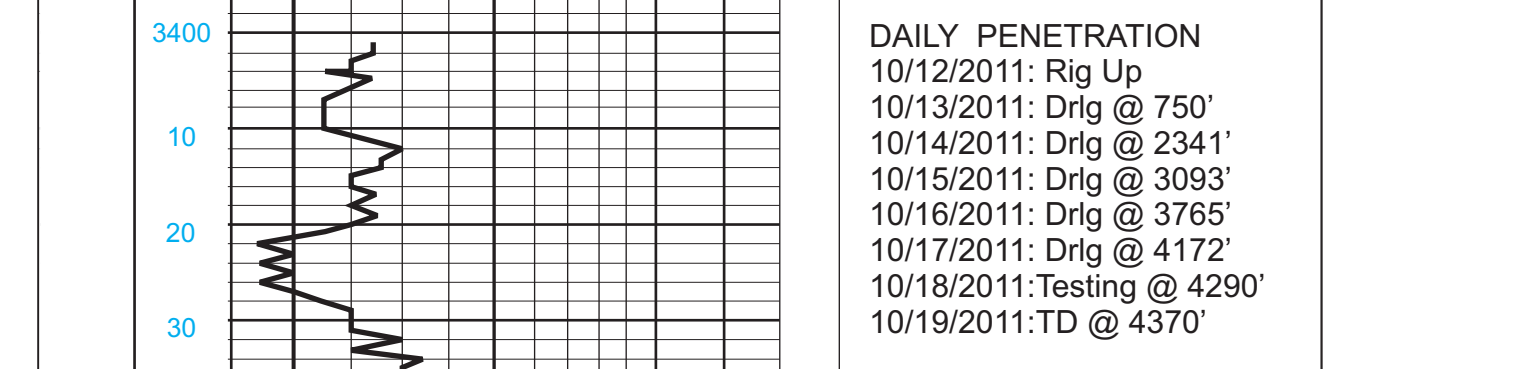 3400
10
20
30
DAILY PENETRATION
10/12/2011: Rig Up
10/13/2011: Drlg @ 750’
10/14/2011: Drlg @ 2341’
10/15/2011: Drlg @ 3093’
10/16/2011: Drlg @ 3765’
10/17/2011: Drlg @ 4172’
10/18/2011:Testing @ 4290’
10/19/2011:TD @ 4370’